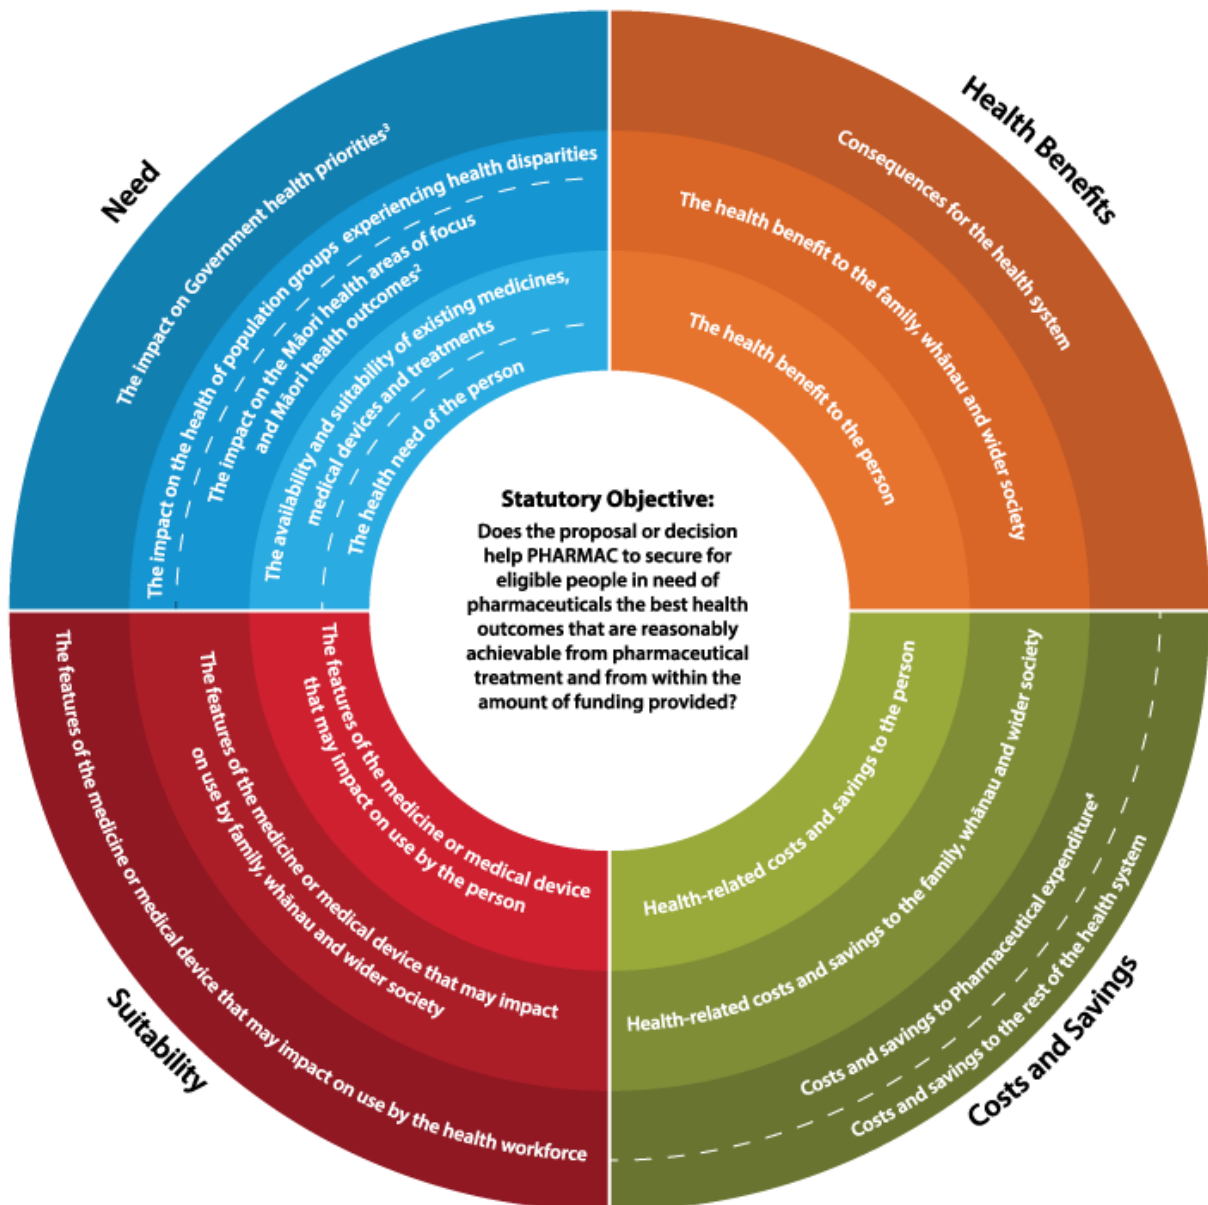 Need
The impact on Government health priorities³
The impact on the health of population groups experiencing health disparities
The impact on the Māori health areas of focus
and Māori health outcomes²
The availability and suitability of existing medicines,
medical devices and treatments
The health need of the person
Health Benefits
Consequences for the health system
The health benefit to the family, whānau and wider society
The health benefit to the person
Statutory Objective:
Does the proposal or decision
help PHARMAC to secure for
eligible people in need of
pharmaceuticals the best health
outcomes that are reasonably
achievable from pharmaceutical
treatment and from within the
amount of funding provided?
The features of the medicine or medical device
that may impact on use by the person
The features of the medicine or medical device that may impact
on use by family, whānau and wider society
The features of the medicine or medical device that may impact on use by the health workforce
Suitability
Health-related costs and savings to the person
Health-related costs and savings to the family, whānau and wider society
Costs and savings to Pharmaceutical expenditure⁴
Costs and savings to the rest of the health system
Costs and Savings